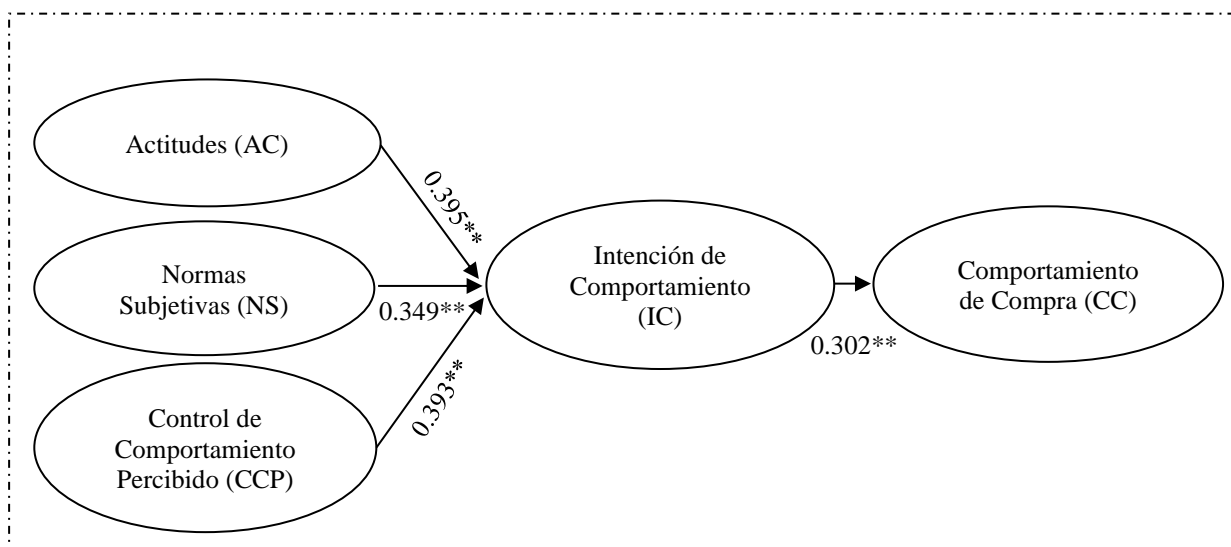 Actitudes (AC)
0.395**
Normas
Subjetivas (NS)
0.349**
Control de
Comportamiento
Percibido (CCP)
0.393**
Intención de
Comportamiento
(IC)
0.302**
Comportamiento
de Compra (CC)